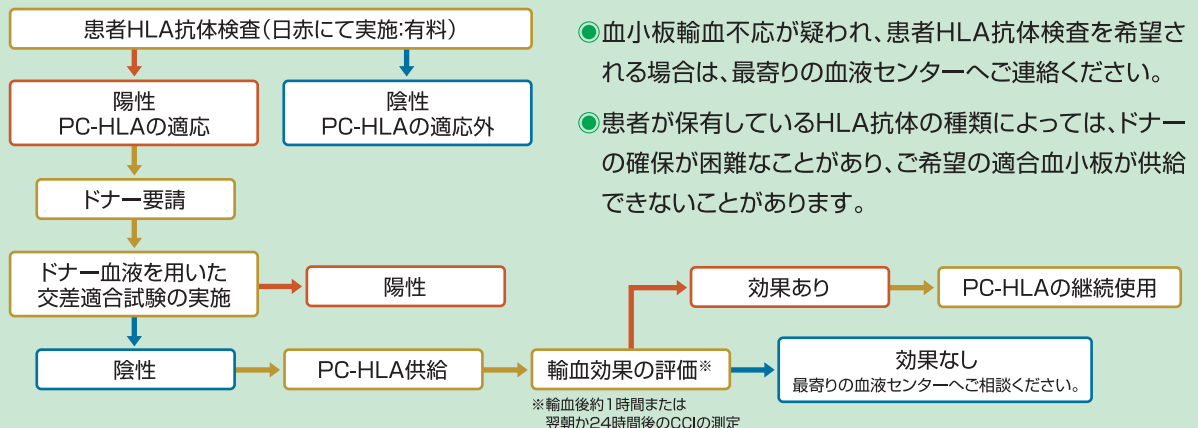 患者HLA抗体検査(日赤にて実施:有料)
陽性
PC-HLAの適応
陰性
PC-HLAの適応外
ドナー要請
ドナー血液を用いた
交差適合試験の実施
陽性
陰性
PC-HLA供給
輸血効果の評価※
※輸血後約1時間または
翌朝か24時間後のCCIの測定
効果あり
PC-HLAの継続使用
効果なし
最寄りの血液センターへご相談ください。
◉血小板輸血不応が疑われ、患者HLA抗体検査を希望さ
れる場合は、最寄りの血液センターへご連絡ください。
◉患者が保有しているHLA抗体の種類によっては、ドナー
の確保が困難なことがあり、ご希望の適合血小板が供給
できないことがあります。